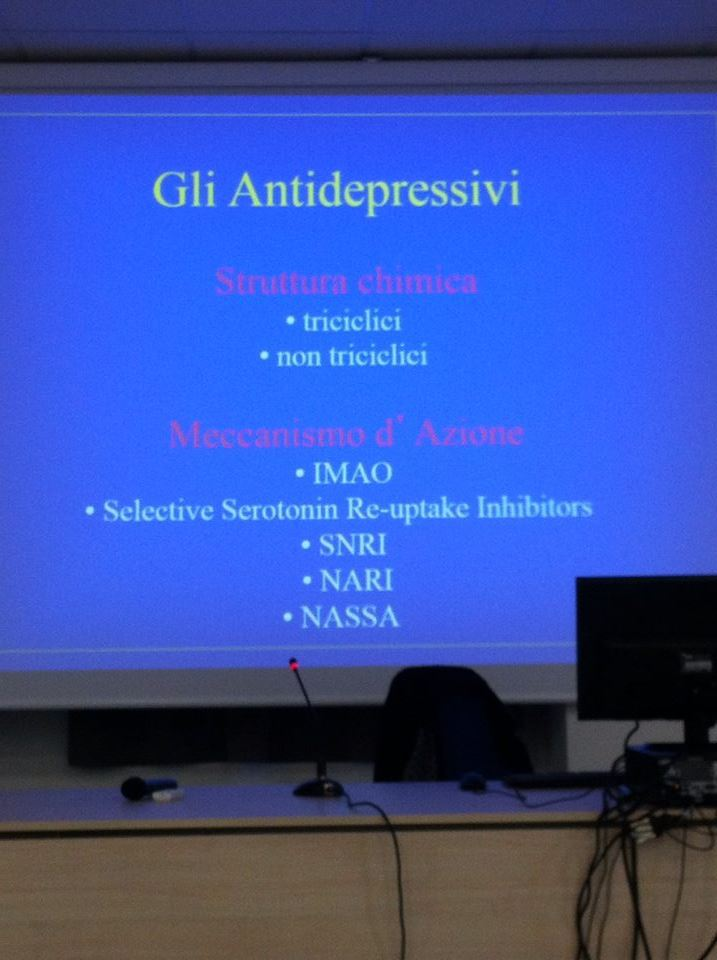 Gli Antidepressivi
Struttura chimica
• triciclici
• non triciclici
Meccanismo d' Azione
• IMAO
• Selective Serotonin Re-uptake Inhibitors
• SNRI
• NARI
• NASSA